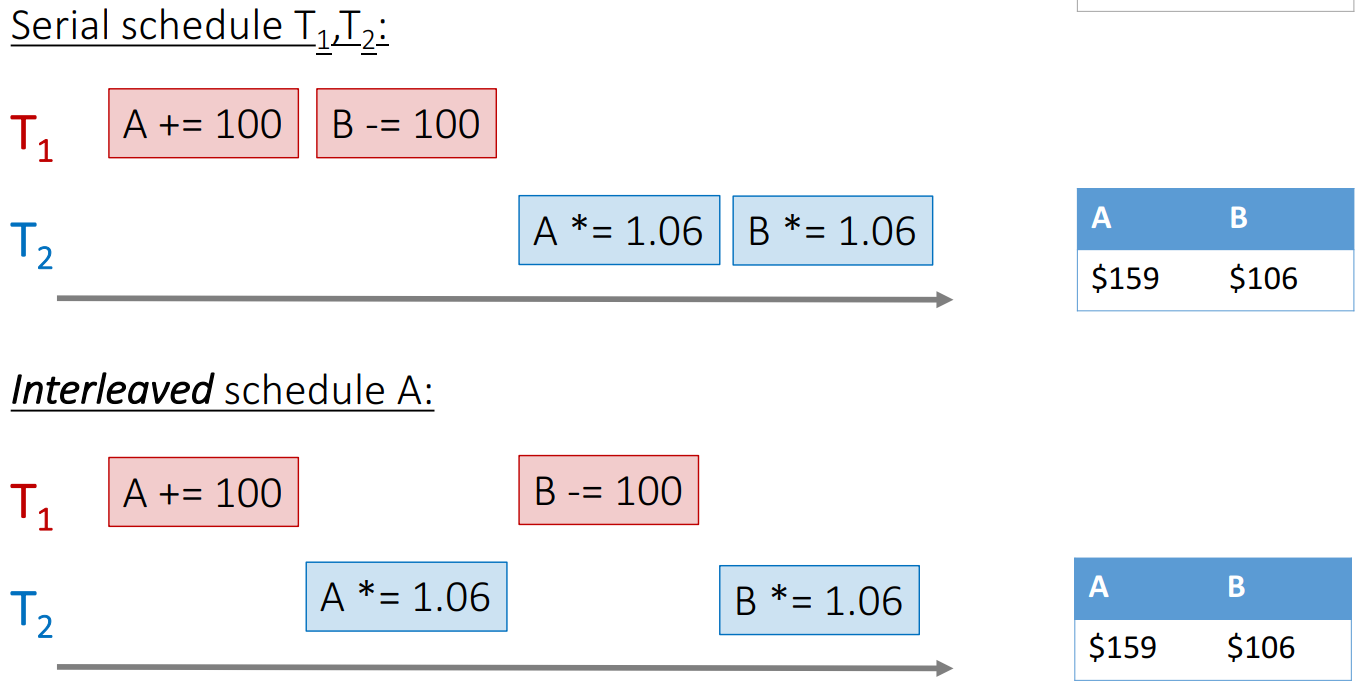 Serial schedule T1,T2:
T1 A += 100 B -= 100
T2 A *= 1.06 B *= 1.06
A B
$159 $106
Interleaved schedule A:
T1 A += 100 B -= 100
T2 A *= 1.06 B *= 1.06
A B
$159 $106